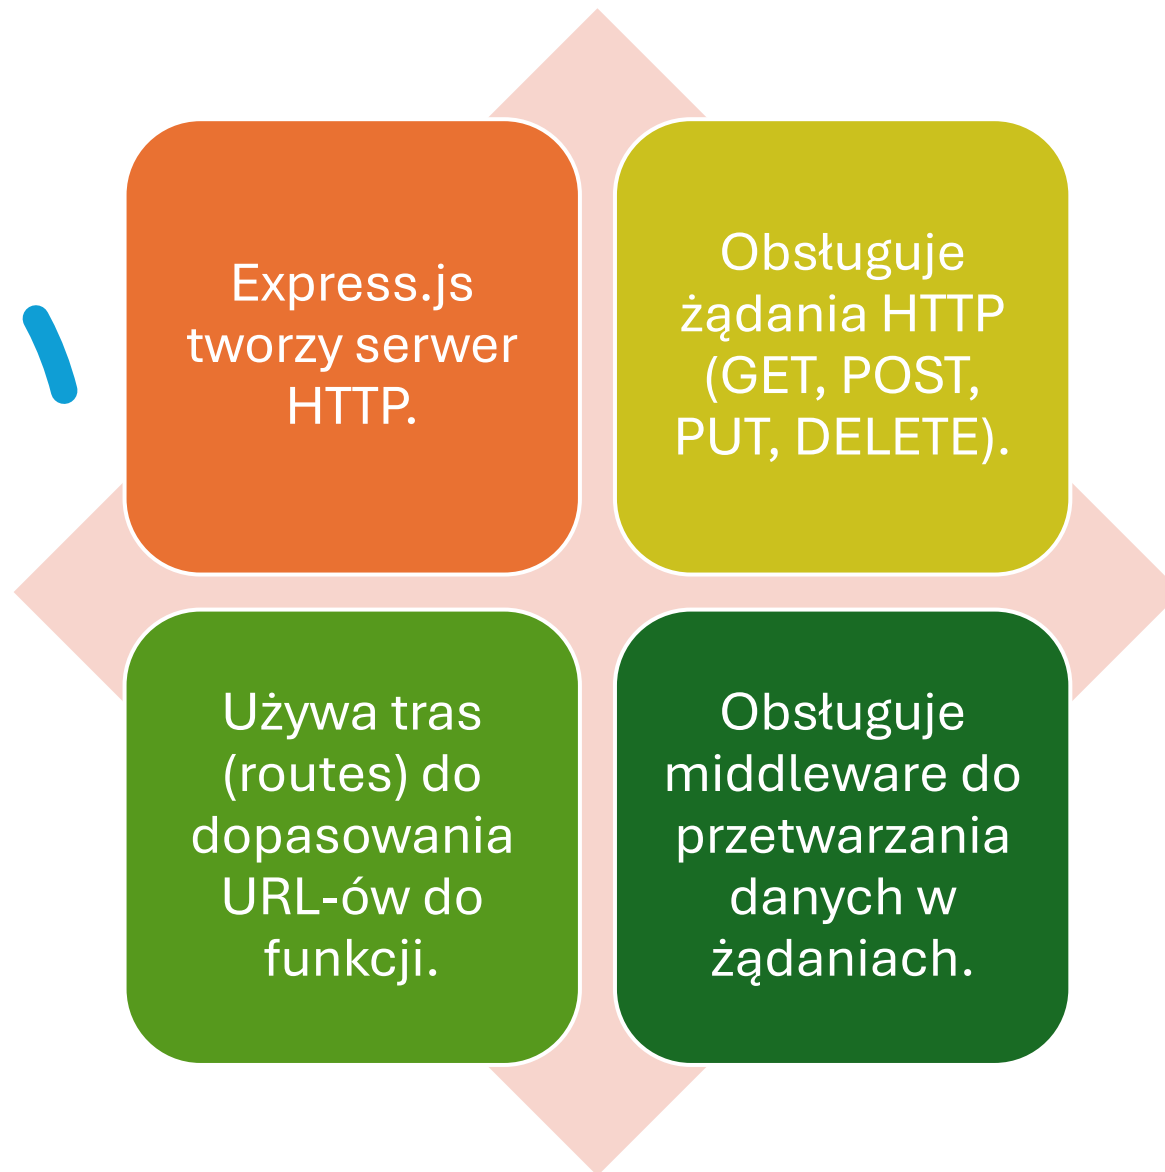 Express.js
tworzy serwer
HTTP.
Obsługuje
żądania HTTP
(GET, POST,
PUT, DELETE).
Używa tras
(routes) do
dopasowania
URL-ów do
funkcji.
Obsługuje
middleware do
przetwarzania
danych w
żądaniach.